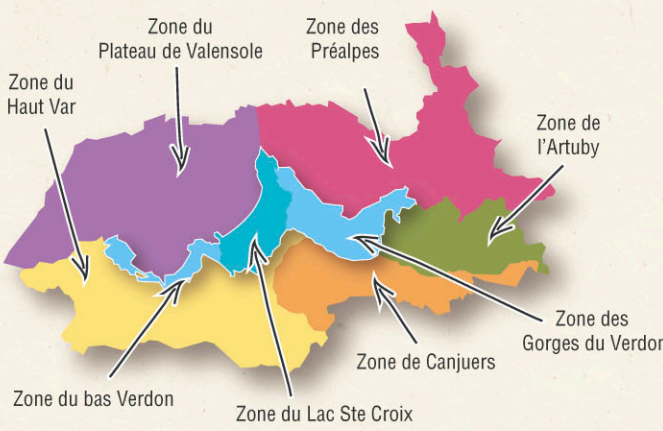 Zone du
Plateau de Valensole
Zone des
Préalpes
Zone du
Haut Var
Zone de
l'Artuby
Zone des
Gorges du Verdon
Zone de Canjuers
Zone du bas Verdon
Zone du Lac Ste Croix